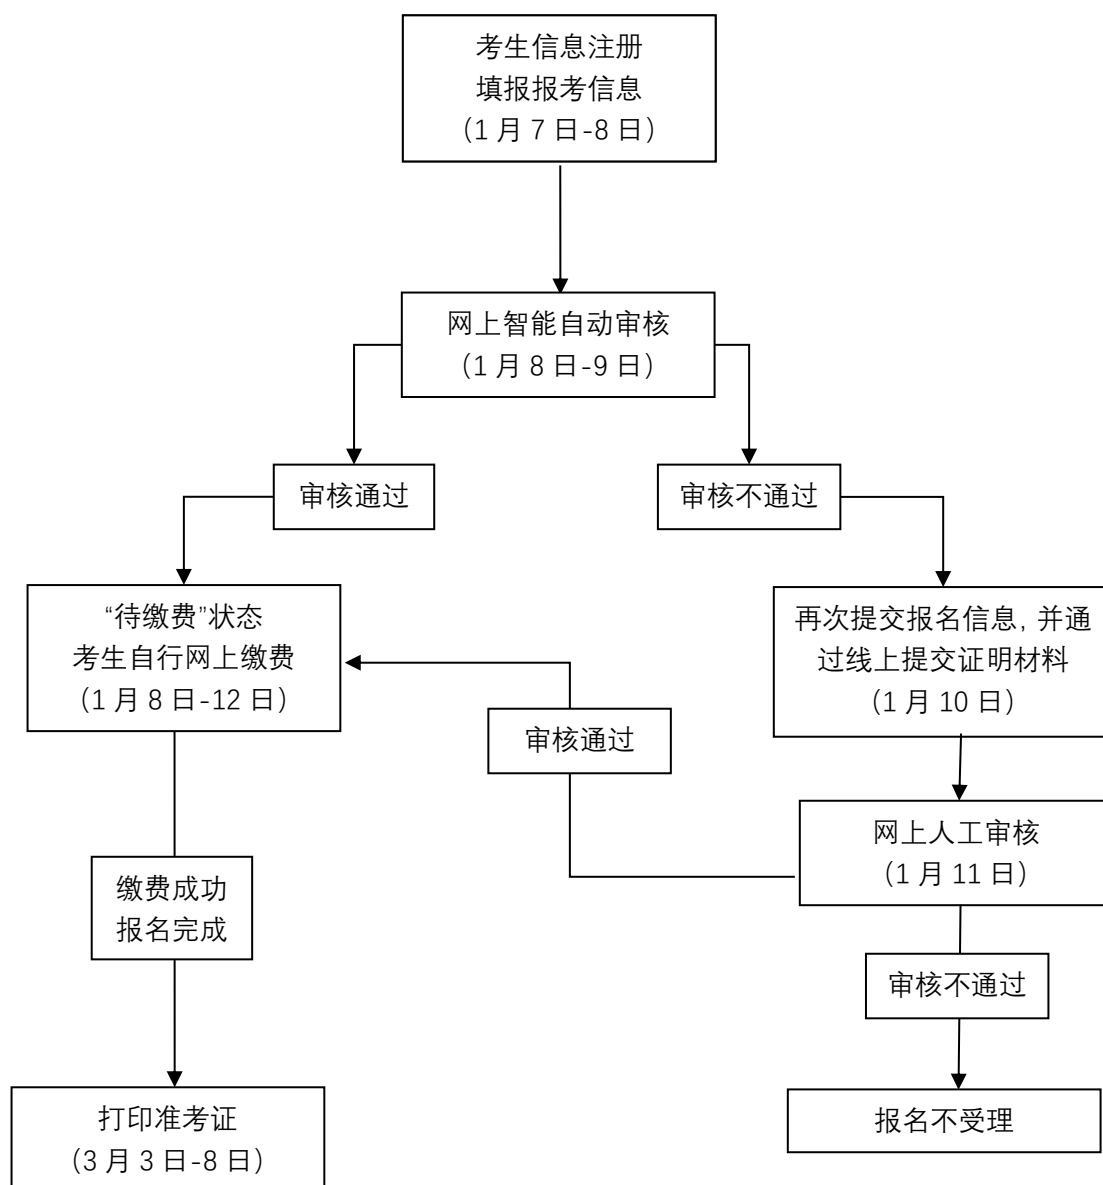 考生信息注册
填报报考信息
（1月7日-8日）
网上智能自动审核
（1月8日-9日）
审核通过
审核不通过
“待缴费”状态
考生自行网上缴费
（1月8日-12日）
再次提交报名信息，并通
过线上提交证明材料
（1月10日）
审核通过
网上人工审核
（1月11日）
缴费成功
报名完成
审核不通过
打印准考证
（3月3日-8日）
报名不受理